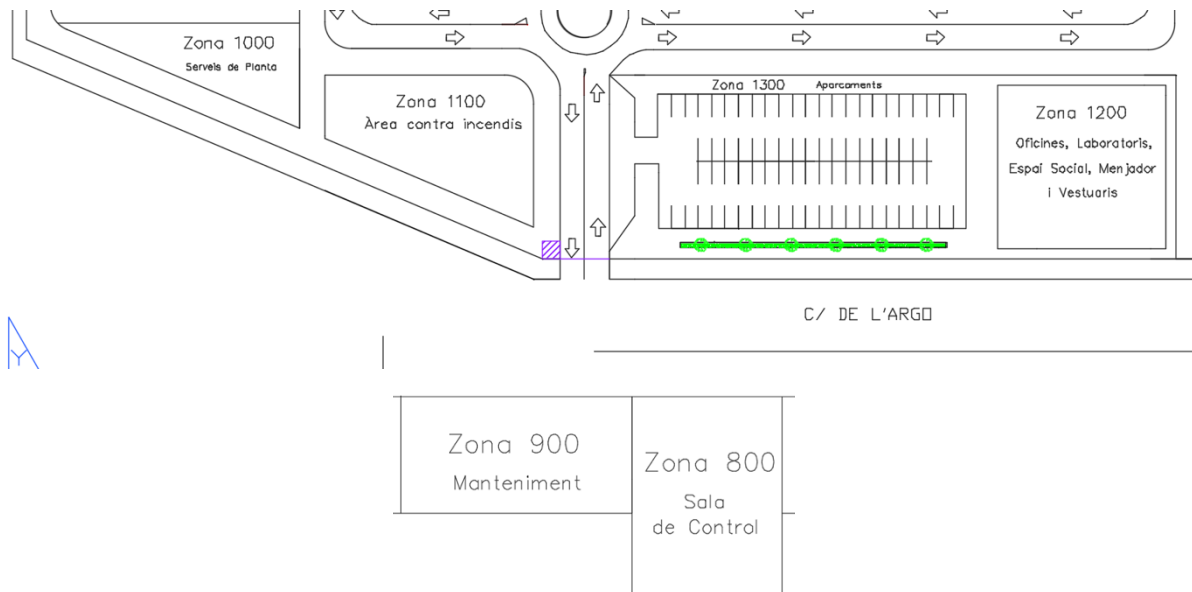 Zona 1000
Serveis de Planta
Zona 1100
Àrea contra incendis
Zona 1300 Aparcaments
Zona 1200
Oficines, Laboratoris,
Espai Social, Menjador
i Vestuaris
C/ DE L'ARGO
Y
Zona 900
Manteniment
Zona 800
Sala
de Control